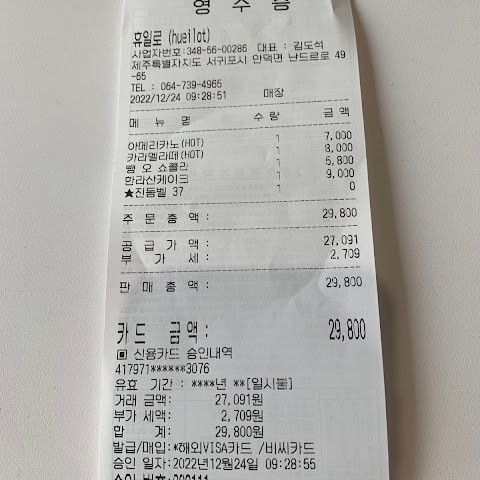 영 수 증
휴일로 (hueilot)
사업자번호:348-56-00286 대표 : 김도석
제주특별자치도 서귀포시 안덕면 난드르로 49
-65
TEL : 064-739-4965
2022/12/24 09:28:51 매장
메 뉴 명 수 량 금 액
아메리카노(HOT) 1 7,000
카라멜라떼(HOT) 1 8,000
뺑 오 쇼콜라 1 5,800
한라산케이크 1 9,000
★진동벨 37 1 0
주 문 총 액 : 29,800
공 급 가 액 : 27,091
부 가 세 : 2,709
판 매 총 액 : 29,800
카 드 금 액 : 29,800
▣ 신용카드 승인내역
417971******3076
유효 기간 : ****년 **[일시불]
거래 금액: 27,091원
부가 세액: 2,709원
합 계: 29,800원
발급/매입:*해외VISA카드 /비씨카드
승인 일자:2022년12월24일 09:28:55